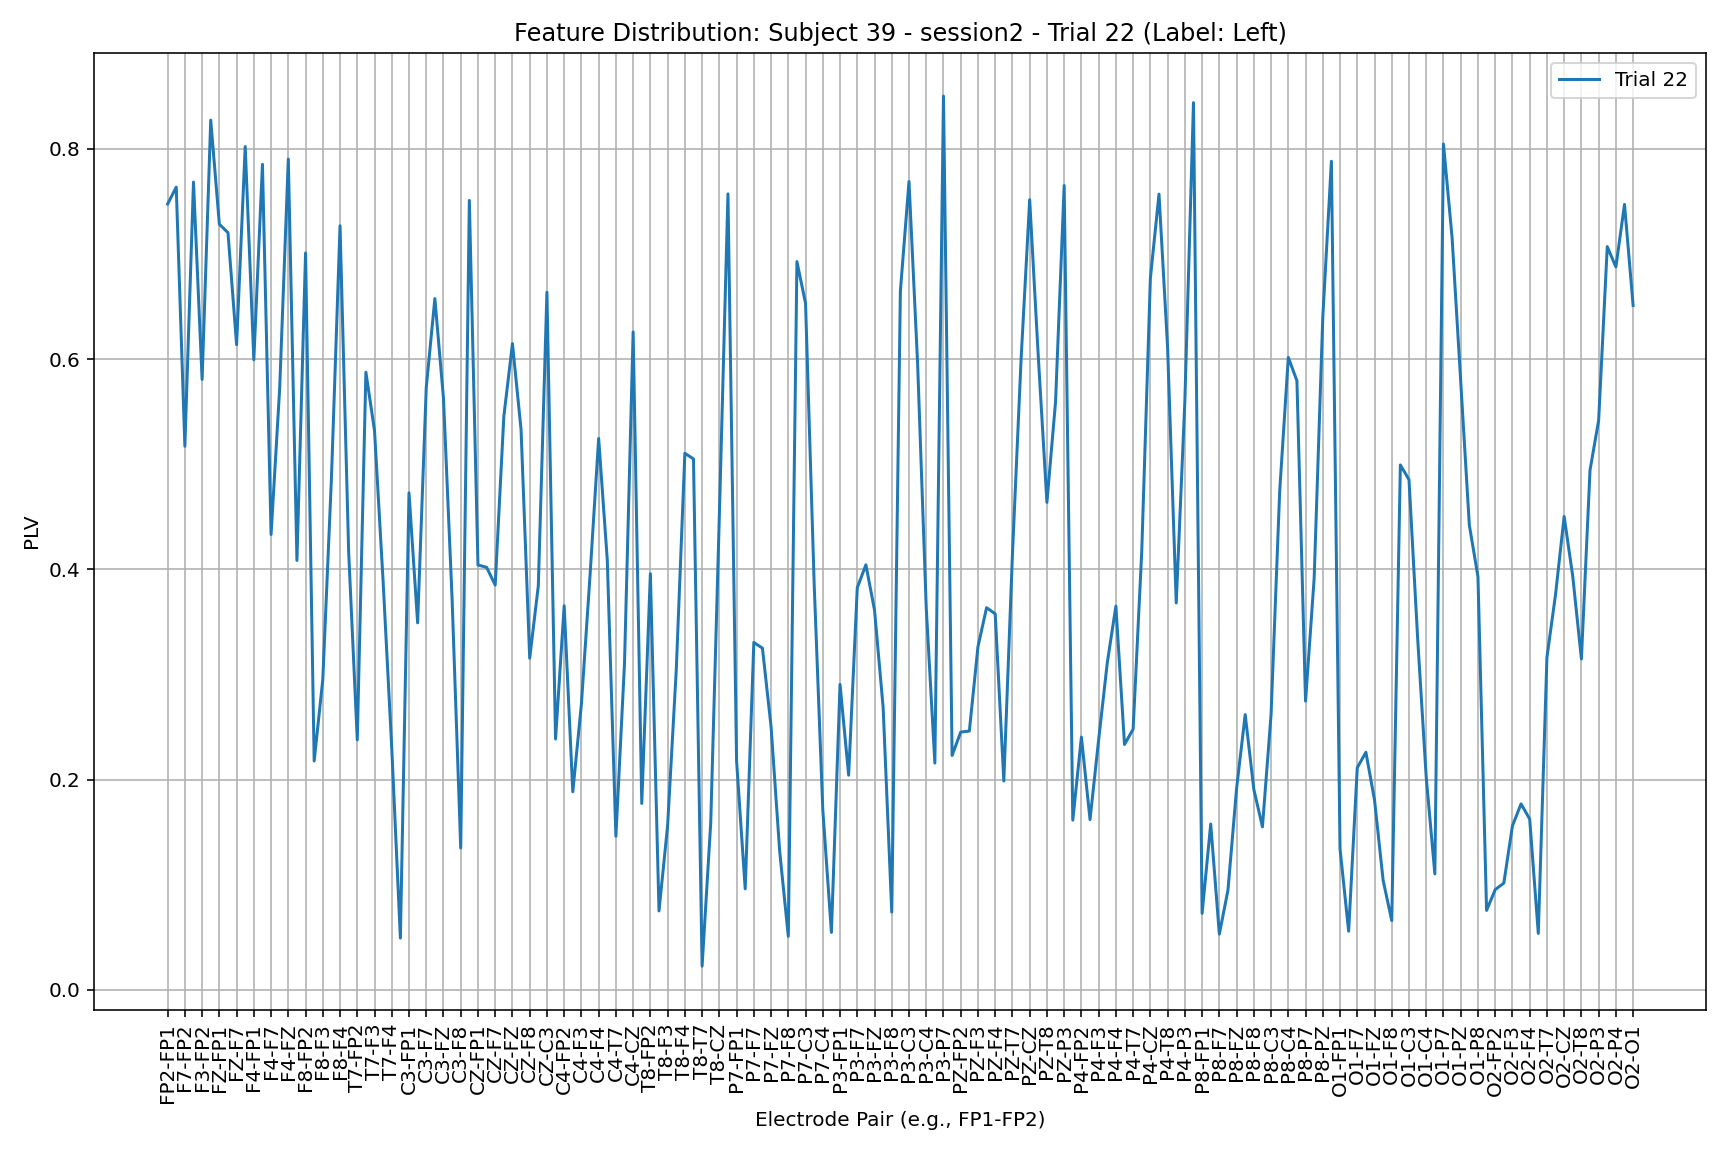 Feature Distribution: Subject 39 - session2 - Trial 22 (Label: Left)
Trial 22
PLV
0.8
0.6
0.4
0.2
0.0
FP2-FP1
F7-FP2
F3-FP2
FZ-FP1
FZ-F7
F4-FP1
F4-F7
F4-FZ
F8-FP2
F8-F3
F8-F4
T7-FP2
T7-F3
T7-F4
C3-FP1
C3-F7
C3-FZ
C3-F8
CZ-FP1
CZ-F7
CZ-FZ
CZ-F8
CZ-C3
C4-FP2
C4-F3
C4-F4
C4-T7
C4-CZ
T8-FP2
T8-F3
T8-F4
T8-T7
T8-CZ
P7-FP1
P7-F7
P7-FZ
P7-F8
P7-C3
P7-C4
P3-FP1
P3-F7
P3-FZ
P3-F8
P3-C3
P3-C4
P3-P7
PZ-FP2
PZ-F3
PZ-F4
PZ-T7
PZ-CZ
PZ-T8
PZ-P3
P4-FP2
P4-F3
P4-F4
P4-T7
P4-CZ
P4-T8
P4-P3
P8-FP1
P8-F7
P8-FZ
P8-F8
P8-C3
P8-C4
P8-P7
P8-PZ
O1-FP1
O1-F7
O1-FZ
O1-F8
O1-C3
O1-C4
O1-P7
O1-PZ
O1-P8
O2-FP2
O2-F3
O2-F4
O2-T7
O2-CZ
O2-T8
O2-P3
O2-P4
O2-O1
Electrode Pair (e.g., FP1-FP2)